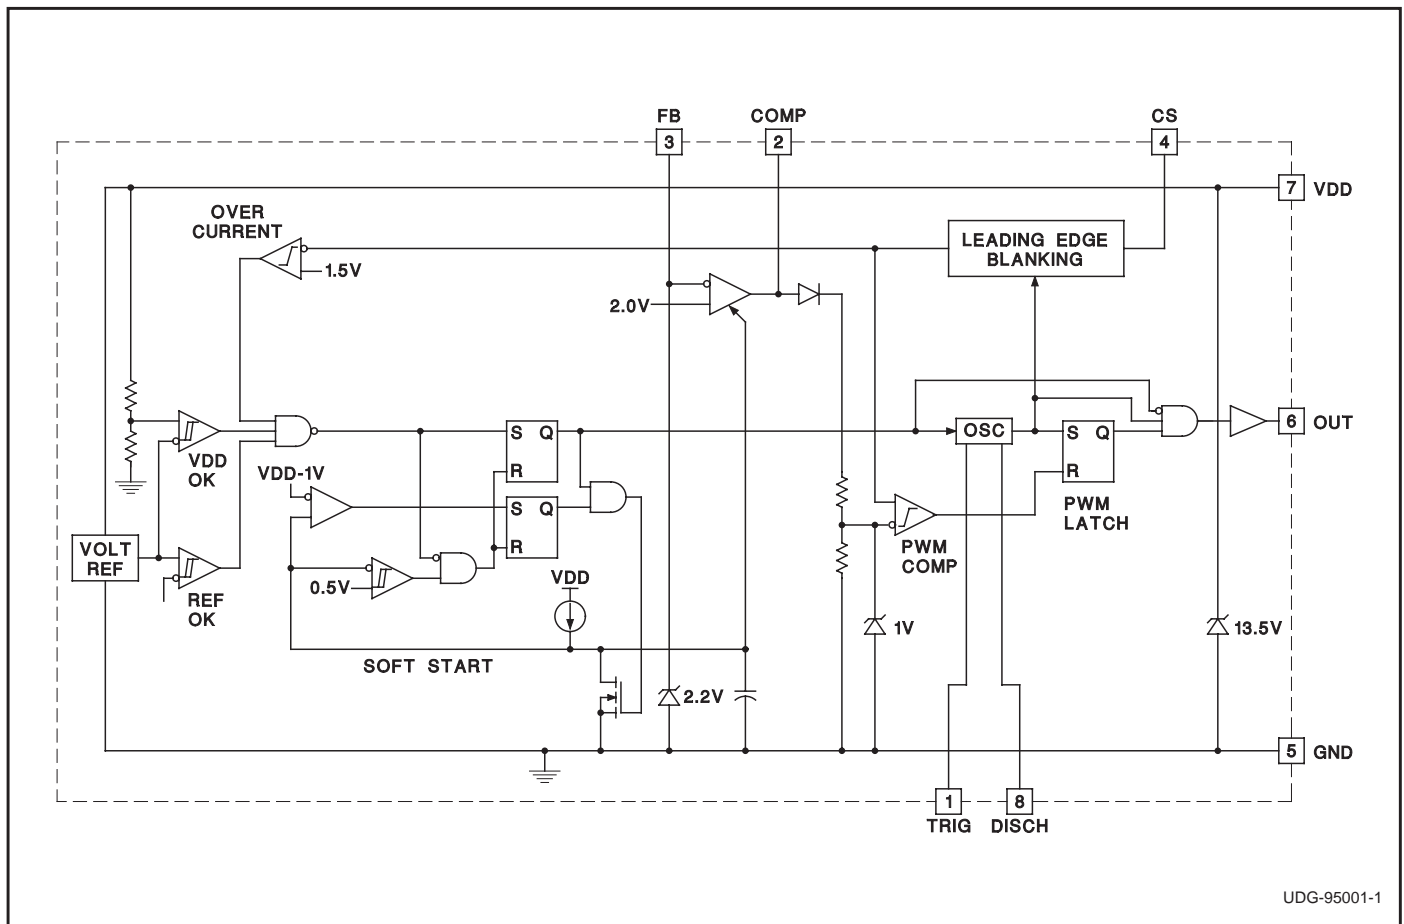 FB
COMP
CS
3
2
4
7
VDD
OVER
CURRENT
1.5V
LEADING EDGE
BLANKING
2.0V
VDD
OK
VDD-1V
S Q
R
S Q
R
OSC
S Q
R
PWM
LATCH
6
OUT
VOLT
REF
REF
OK
0.5V
VDD
PWM
COMP
SOFT START
2.2V
1V
13.5V
5
GND
1
8
TRIG
DISCH
UDG-95001-1